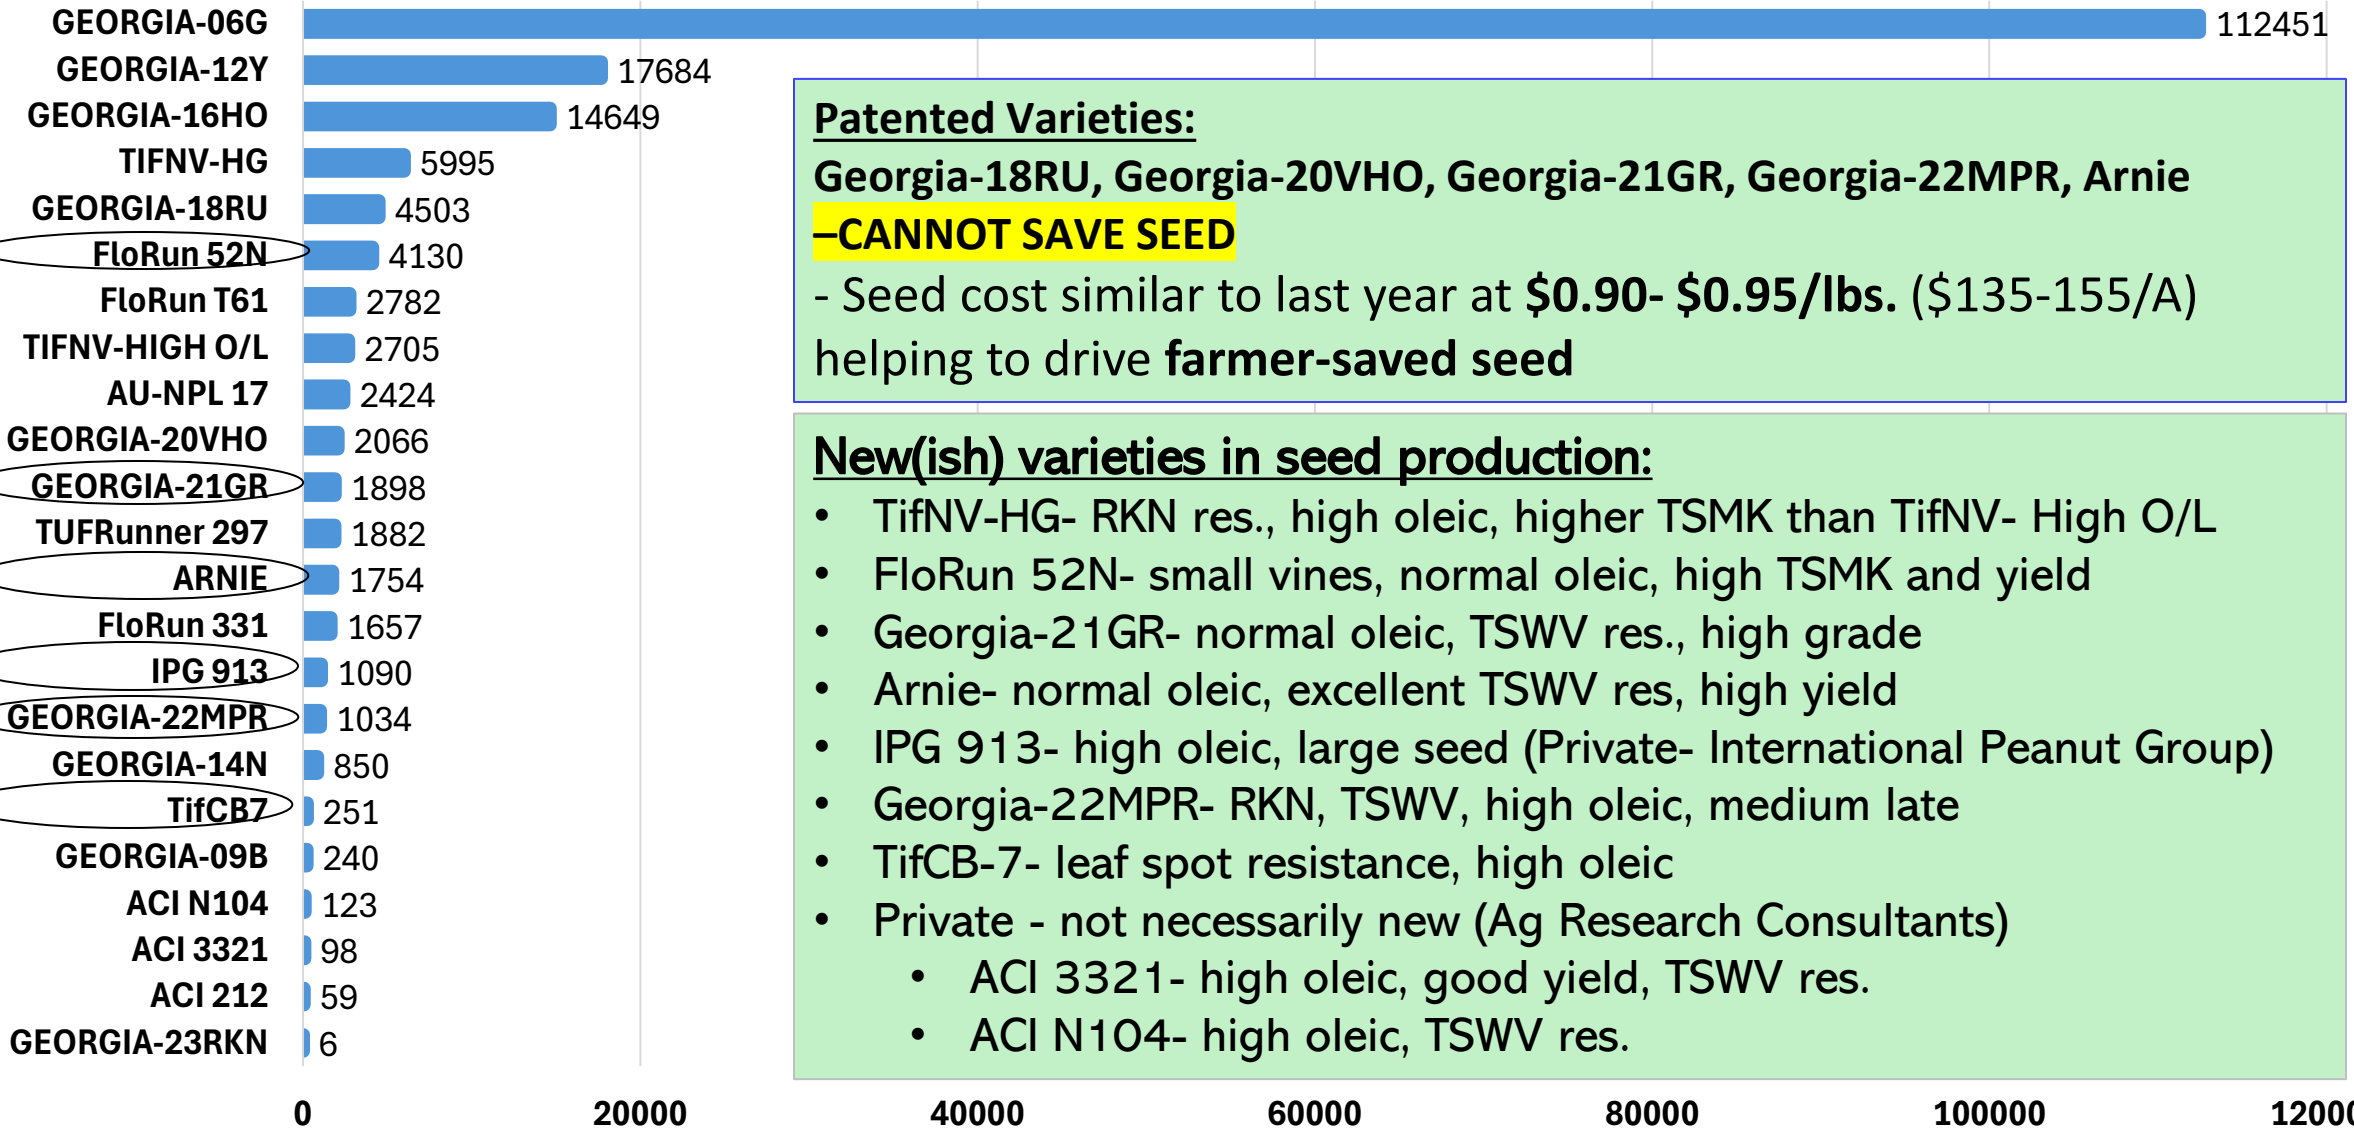 GEORGIA-06G 112451
GEORGIA-12Y 17684
GEORGIA-16HO 14649
TIFNV-HG 5995
GEORGIA-18RU 4503
FloRun 52N 4130
FloRun T61 2782
TIFNV-HIGH O/L 2705
AU-NPL 17 2424
GEORGIA-20VHO 2066
GEORGIA-21GR 1898
TUFRunner 297 1882
ARNIE 1754
FloRun 331 1657
IPG 913 1090
GEORGIA-22MPR 1034
GEORGIA-14N 850
TifCB7 251
GEORGIA-09B 240
ACI N104 123
ACI 3321 98
ACI 212 59
GEORGIA-23RKN 6
0 20000 40000 60000 80000 100000 12000
Patented Varieties:
Georgia-18RU, Georgia-20VHO, Georgia-21GR, Georgia-22MPR, Arnie
–CANNOT SAVE SEED
- Seed cost similar to last year at $0.90- $0.95/lbs. ($135-155/A)
helping to drive farmer-saved seed
New(ish) varieties in seed production:
• TifNV-HG- RKN res., high oleic, higher TSMK than TifNV- High O/L
• FloRun 52N- small vines, normal oleic, high TSMK and yield
• Georgia-21GR- normal oleic, TSWV res., high grade
• Arnie- normal oleic, excellent TSWV res, high yield
• IPG 913- high oleic, large seed (Private- International Peanut Group)
• Georgia-22MPR- RKN, TSWV, high oleic, medium late
• TifCB-7- leaf spot resistance, high oleic
• Private - not necessarily new (Ag Research Consultants)
• ACI 3321- high oleic, good yield, TSWV res.
• ACI N104- high oleic, TSWV res.